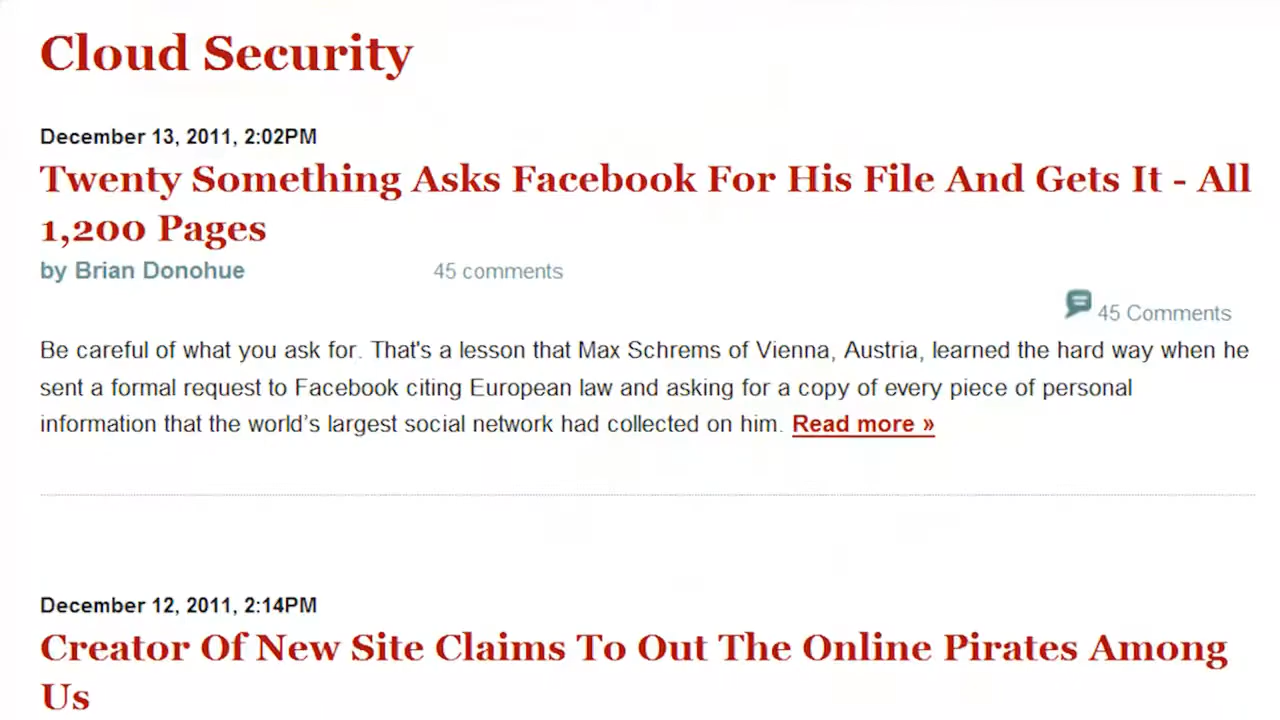 Cloud Security
December 13, 2011, 2:02PM
Twenty Something Asks Facebook For His File And Gets It - All
1,200 Pages
by Brian Donohue 45 comments
45 Comments
Be careful of what you ask for. That's a lesson that Max Schrems of Vienna, Austria, learned the hard way when he
sent a formal request to Facebook citing European law and asking for a copy of every piece of personal
information that the world’s largest social network had collected on him. Read more »
December 12, 2011, 2:14PM
Creator Of New Site Claims To Out The Online Pirates Among
Us